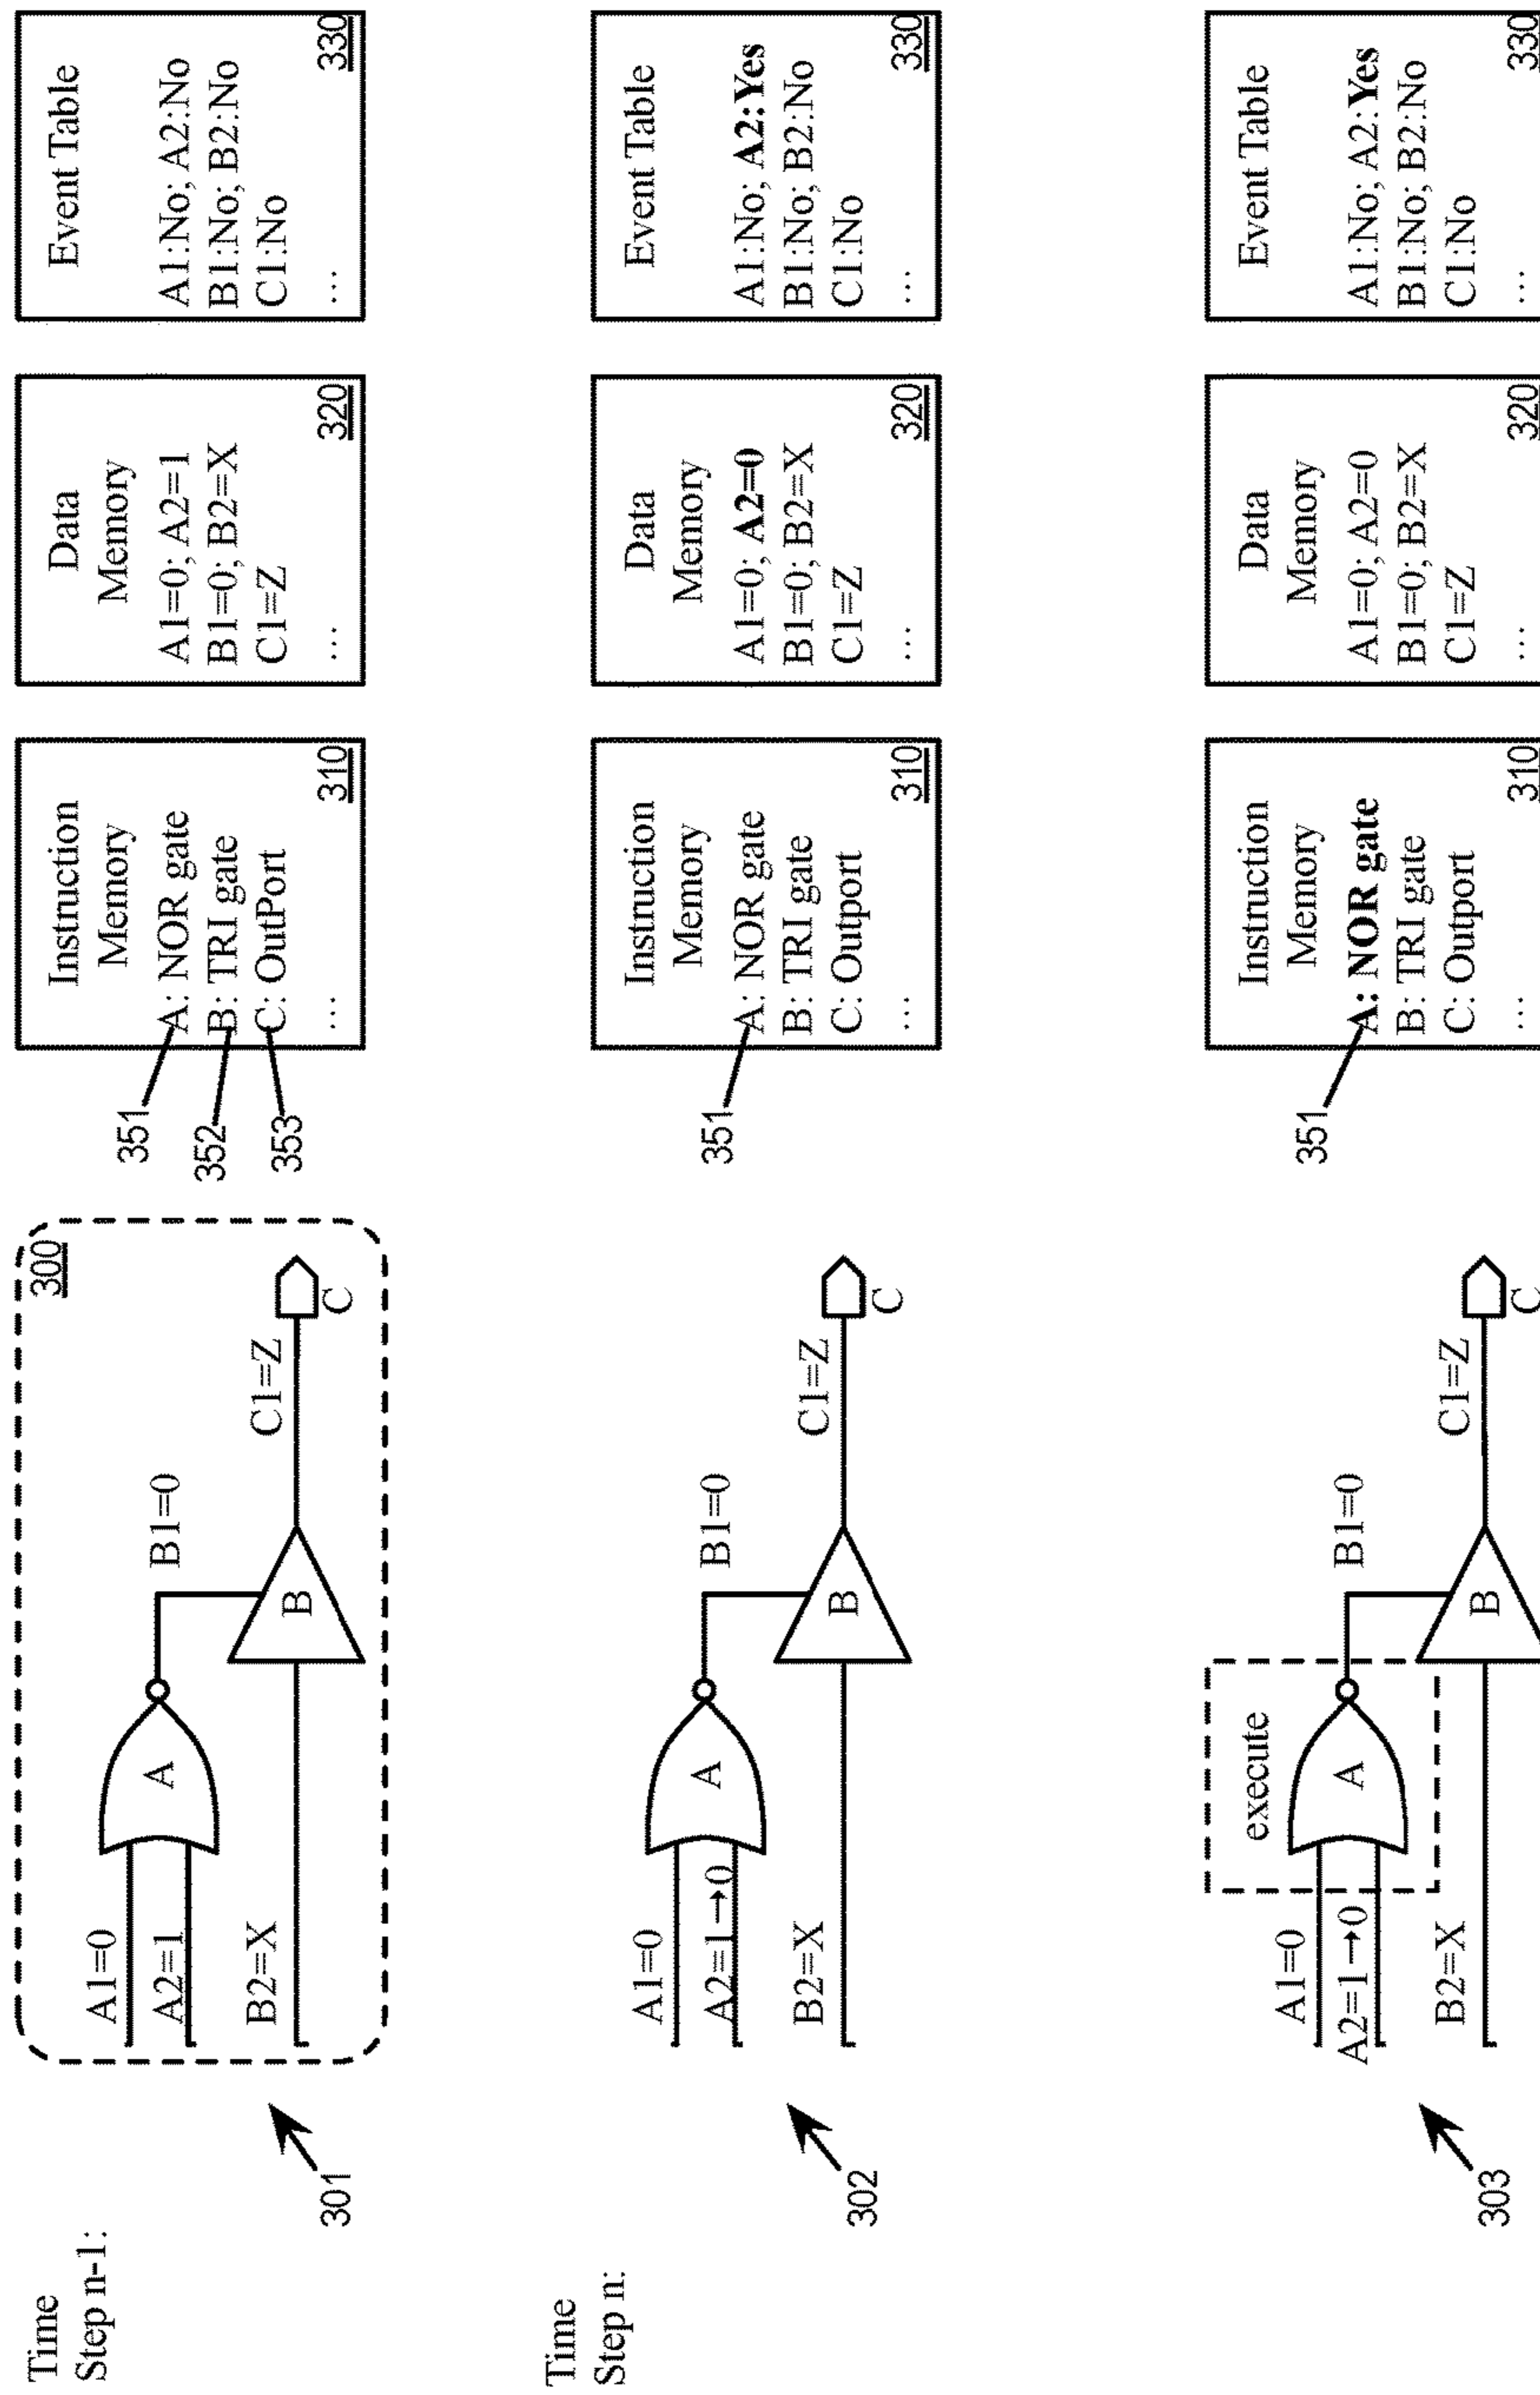 Time
Step n-1:
301
300
A1=0
A2=1
B2=X
A
B
B1=0
C1=Z
C
351
352
353
Instruction
Memory
A: NOR gate
B: TRI gate
C: OutPort
...
310
Data
Memory
A1=0; A2=1
B1=0; B2=X
C1=Z
...
320
Event Table
A1:No; A2:No
B1:No; B2:No
C1:No
...
330
Time
Step n:
302
A1=0
A2=1→0
B2=X
A
B
B1=0
C1=Z
C
351
Instruction
Memory
A: NOR gate
B: TRI gate
C: Outport
...
310
Data
Memory
A1=0; A2=0
B1=0; B2=X
C1=Z
...
320
Event Table
A1:No; A2:Yes
B1:No; B2:No
C1:No
...
330
303
execute
A1=0
A2=1→0
B2=X
A
B
B1=0
C1=Z
C
351
Instruction
Memory
A: NOR gate
B: TRI gate
C: Outport
...
310
Data
Memory
A1=0; A2=0
B1=0; B2=X
C1=Z
...
320
Event Table
A1:No; A2:Yes
B1:No; B2:No
C1:No
...
330